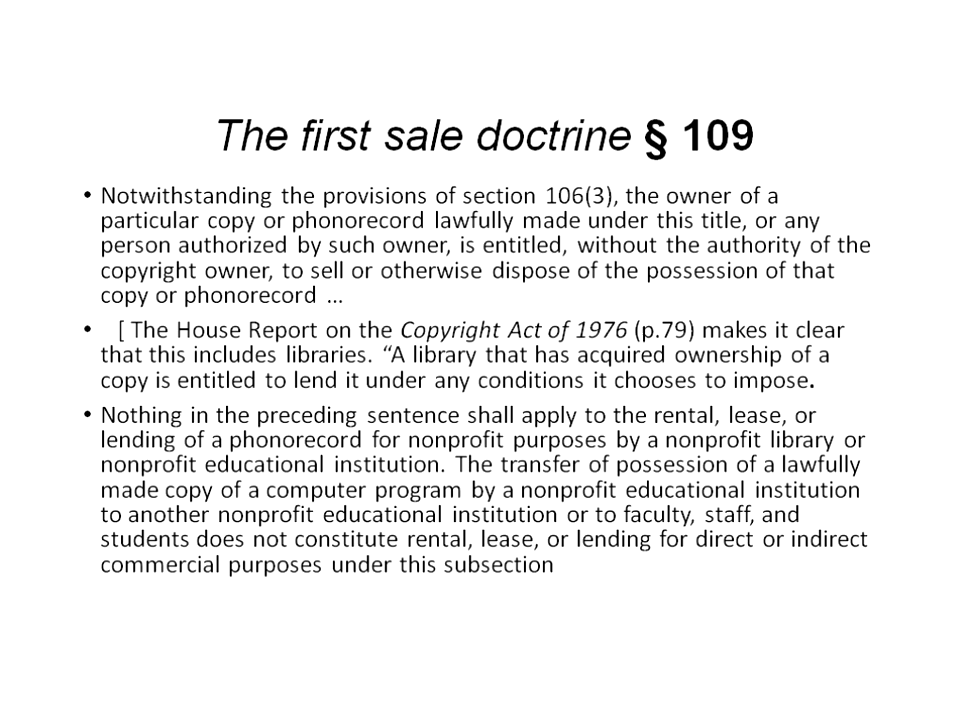 The first sale doctrine § 109
• Notwithstanding the provisions of section 106(3), the owner of a
particular copy or phonorecord lawfully made under this title, or any
person authorized by such owner, is entitled, without the authority of the
copyright owner, to sell or otherwise dispose of the possession of that
copy or phonorecord …
• [ The House Report on the Copyright Act of 1976 (p.79) makes it clear
that this includes libraries. “A library that has acquired ownership of a
copy is entitled to lend it under any conditions it chooses to impose.
• Nothing in the preceding sentence shall apply to the rental, lease, or
lending of a phonorecord for nonprofit purposes by a nonprofit library or
nonprofit educational institution. The transfer of possession of a lawfully
made copy of a computer program by a nonprofit educational institution
to another nonprofit educational institution or to faculty, staff, and
students does not constitute rental, lease, or lending for direct or indirect
commercial purposes under this subsection